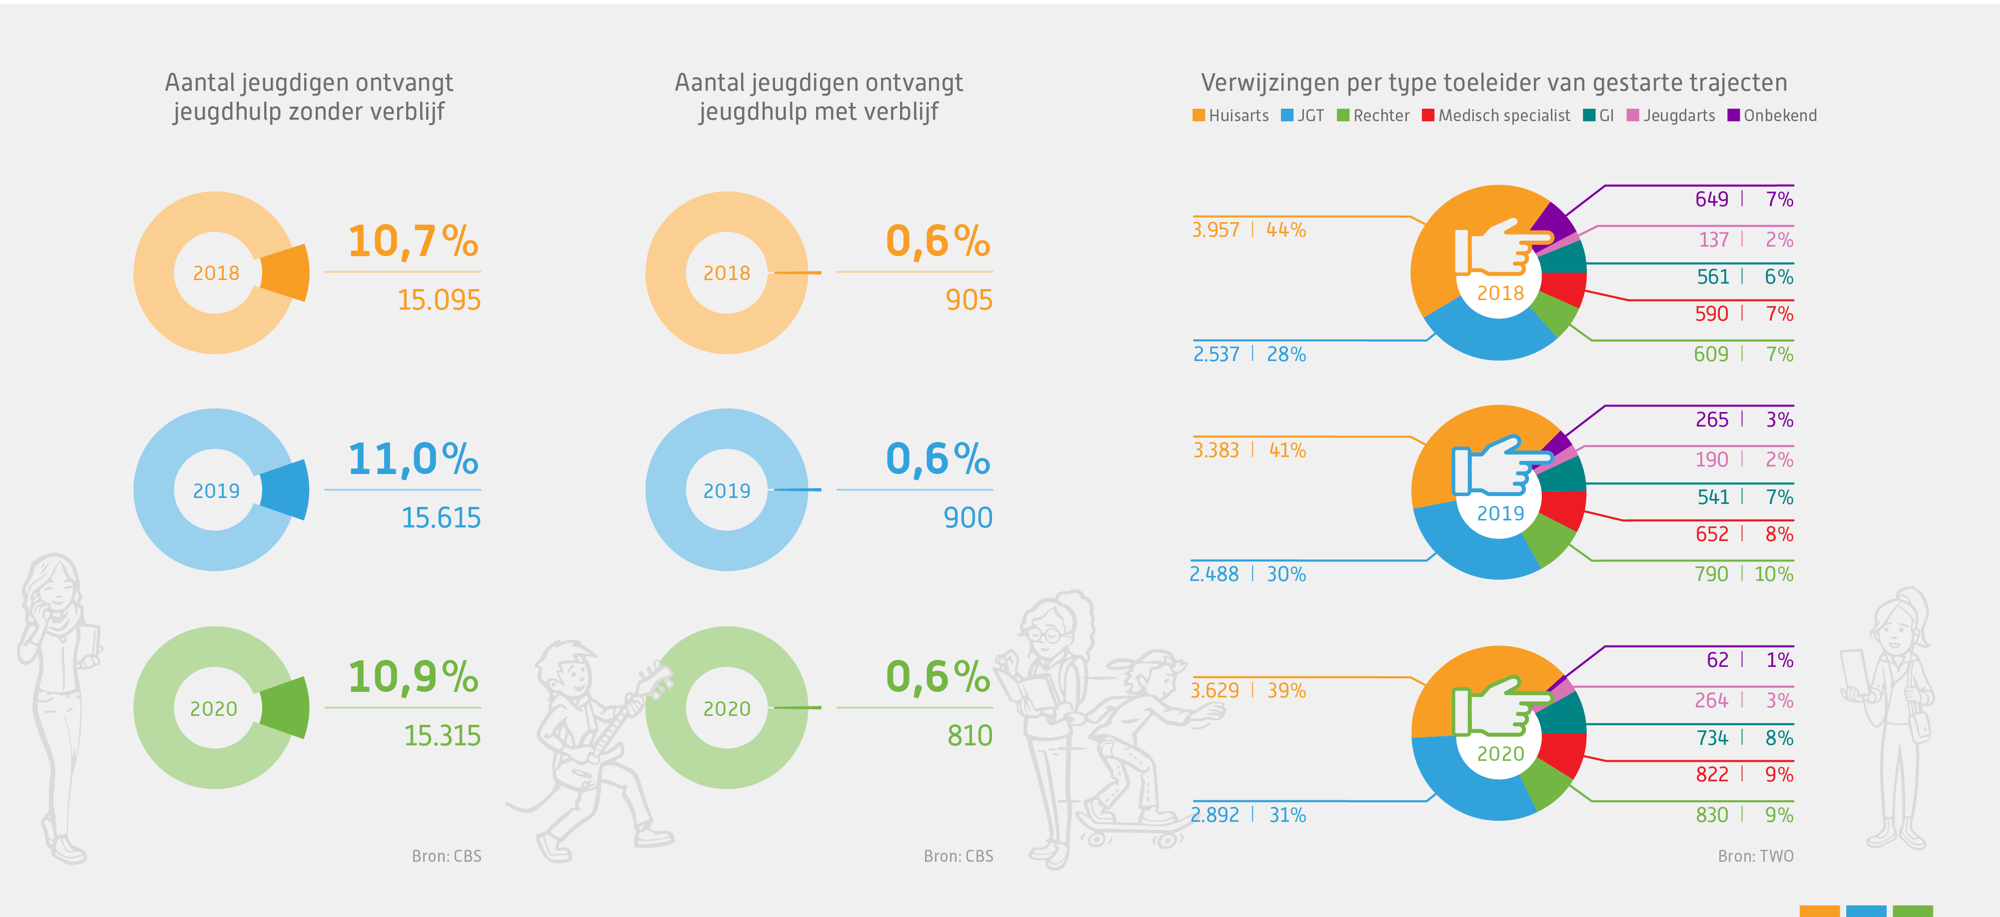 Aantal jeugdigen ontvangt
jeugdhulp zonder verblijf
2018
10,7%
15.095
2019
11,0%
15.615
2020
10,9%
15.315
Bron: CBS
Aantal jeugdigen ontvangt
jeugdhulp met verblijf
2018
0,6%
905
2019
0,6%
900
2020
0,6%
810
Bron: CBS
Verwijzingen per type toeleider van gestarte trajecten
Huisarts JGT Rechter Medisch specialist GI Jeugdarts Onbekend
3.957 | 44%
2.537 | 28%
2018
649 | 7%
137 | 2%
561 | 6%
590 | 7%
609 | 7%
3.383 | 41%
2.488 | 30%
2019
265 | 3%
190 | 2%
541 | 7%
652 | 8%
790 | 10%
3.629 | 39%
2.892 | 31%
2020
62 | 1%
264 | 3%
734 | 8%
822 | 9%
830 | 9%
Bron: TWO